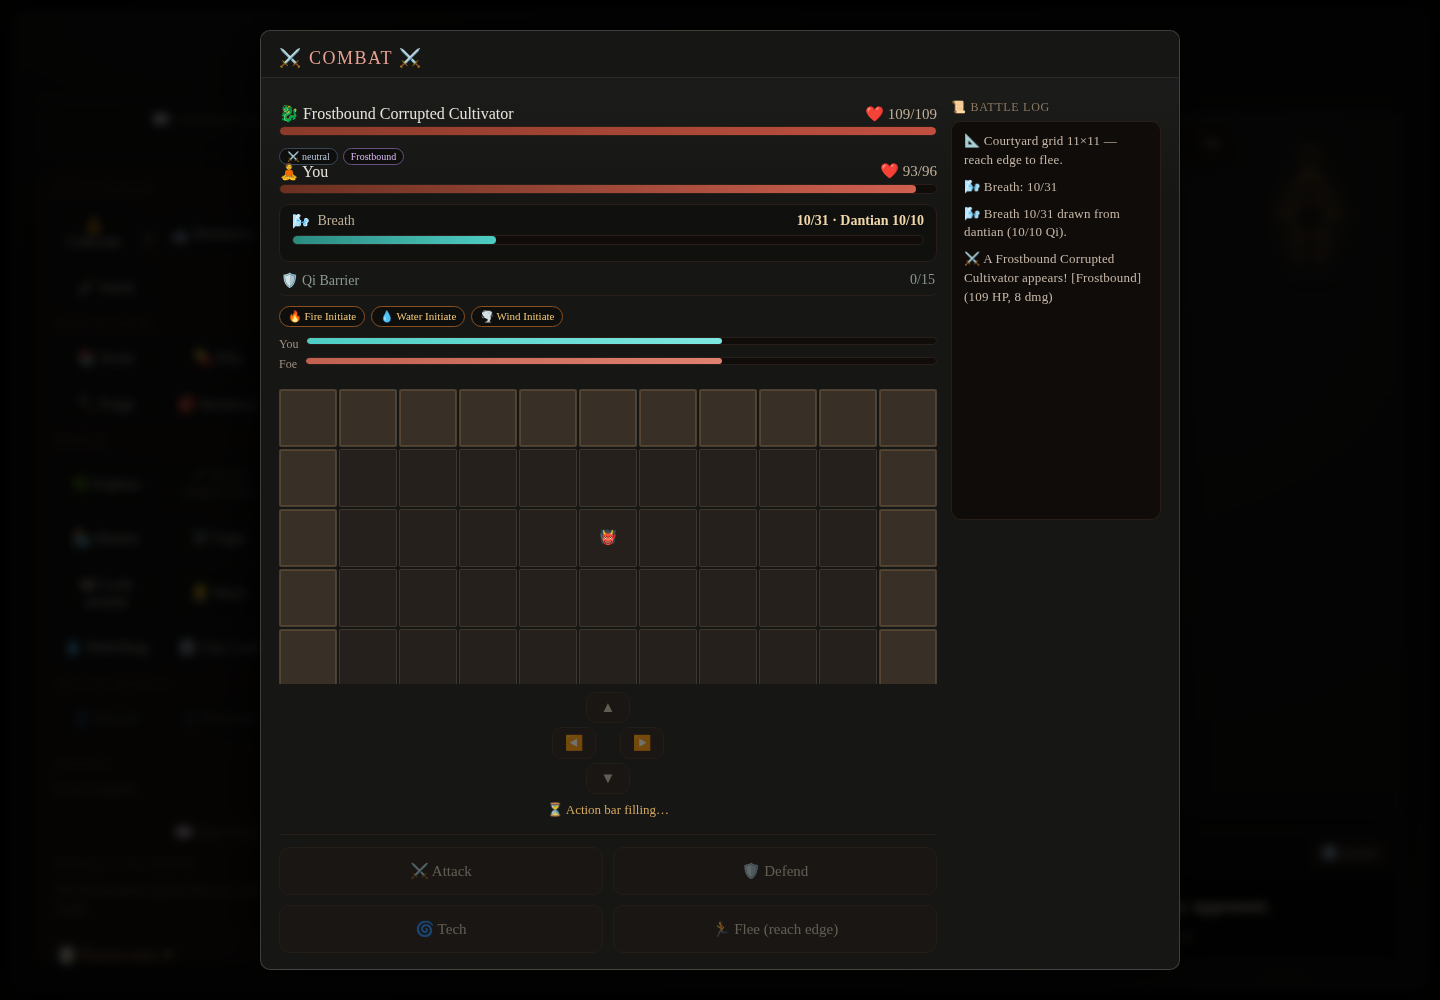 ⚔️ COMBAT ⚔️
🐉 Frostbound Corrupted Cultivator ❤️ 109/109
⚔️ neutral Frostbound
🧘 You ❤️ 93/96
🌬️ Breath 10/31 · Dantian 10/10
🛡️ Qi Barrier 0/15
🔥 Fire Initiate 💧 Water Initiate 🌪️ Wind Initiate
You
Foe
▲
◀️ ▶️
▼
⏳ Action bar filling…
⚔️ Attack 🛡️ Defend
🌀 Tech 🏃 Flee (reach edge)
📜 BATTLE LOG
📐 Courtyard grid 11×11 —
reach edge to flee.
🌬️ Breath: 10/31
🌬️ Breath 10/31 drawn from
dantian (10/10 Qi).
⚔️ A Frostbound Corrupted
Cultivator appears! [Frostbound]
(109 HP, 8 dmg)